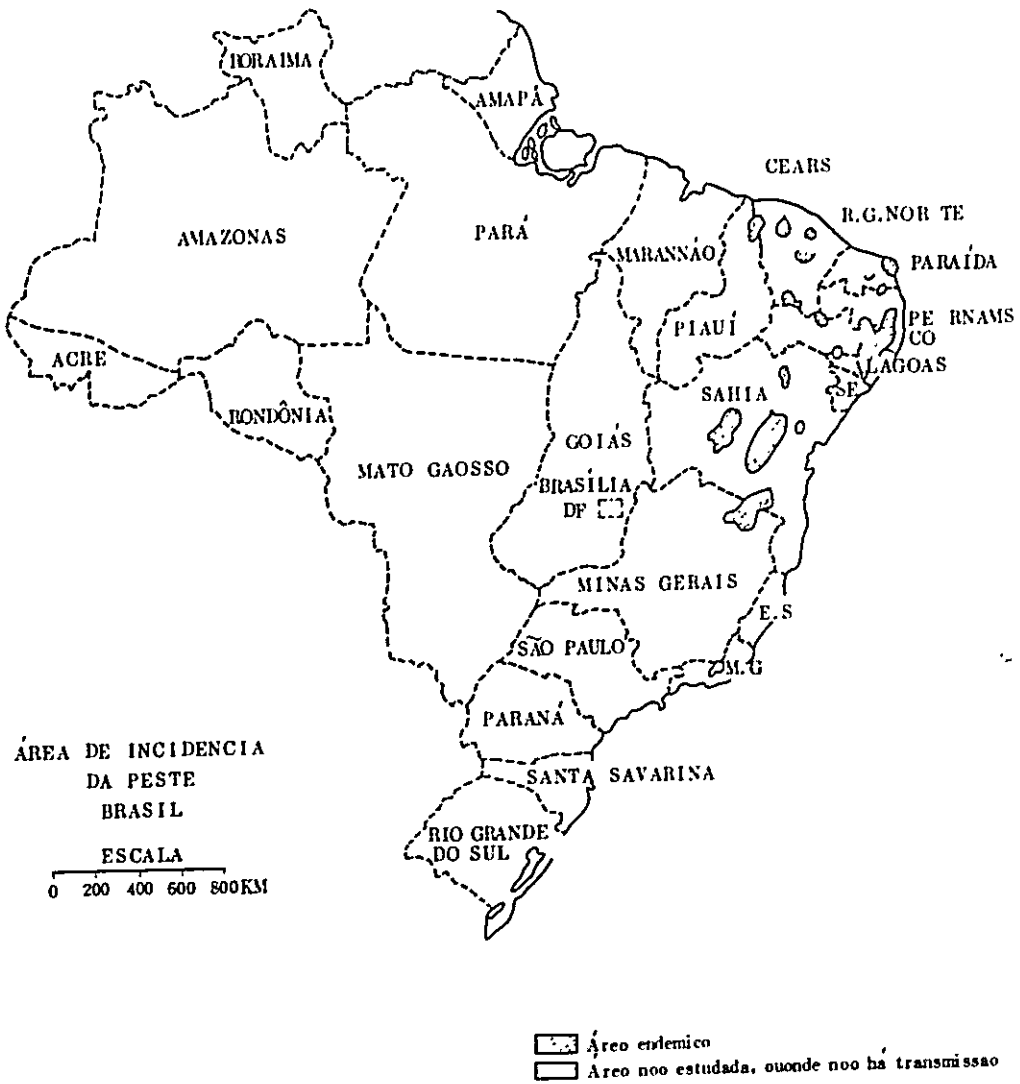 RORAIMA
AMAPÁ
CEARS
R.G.NOR TE
AMAZONAS
PARÁ
MARANNÁO
PARAÍDA
PIAUÍ
PE RNAMS
CO
ACRE
LAGOAS
SAHIA
SE
RONDÔNIA
GOIÁS
MATO GAOSSO
BRASÍLIA
DF
MINAS GERAIS
E.S
SÃO PAULO
M.G
PARANÁ
ÁREA DE INCIDENCIA
DA PESTE
BRASIL
SANTA SAVARINA
RIO GRANDE
DO SUL
ESCALA
0 200 400 600 800KM
Áreo endemico
Áreo noo estudada, ouonde noo há transmissao